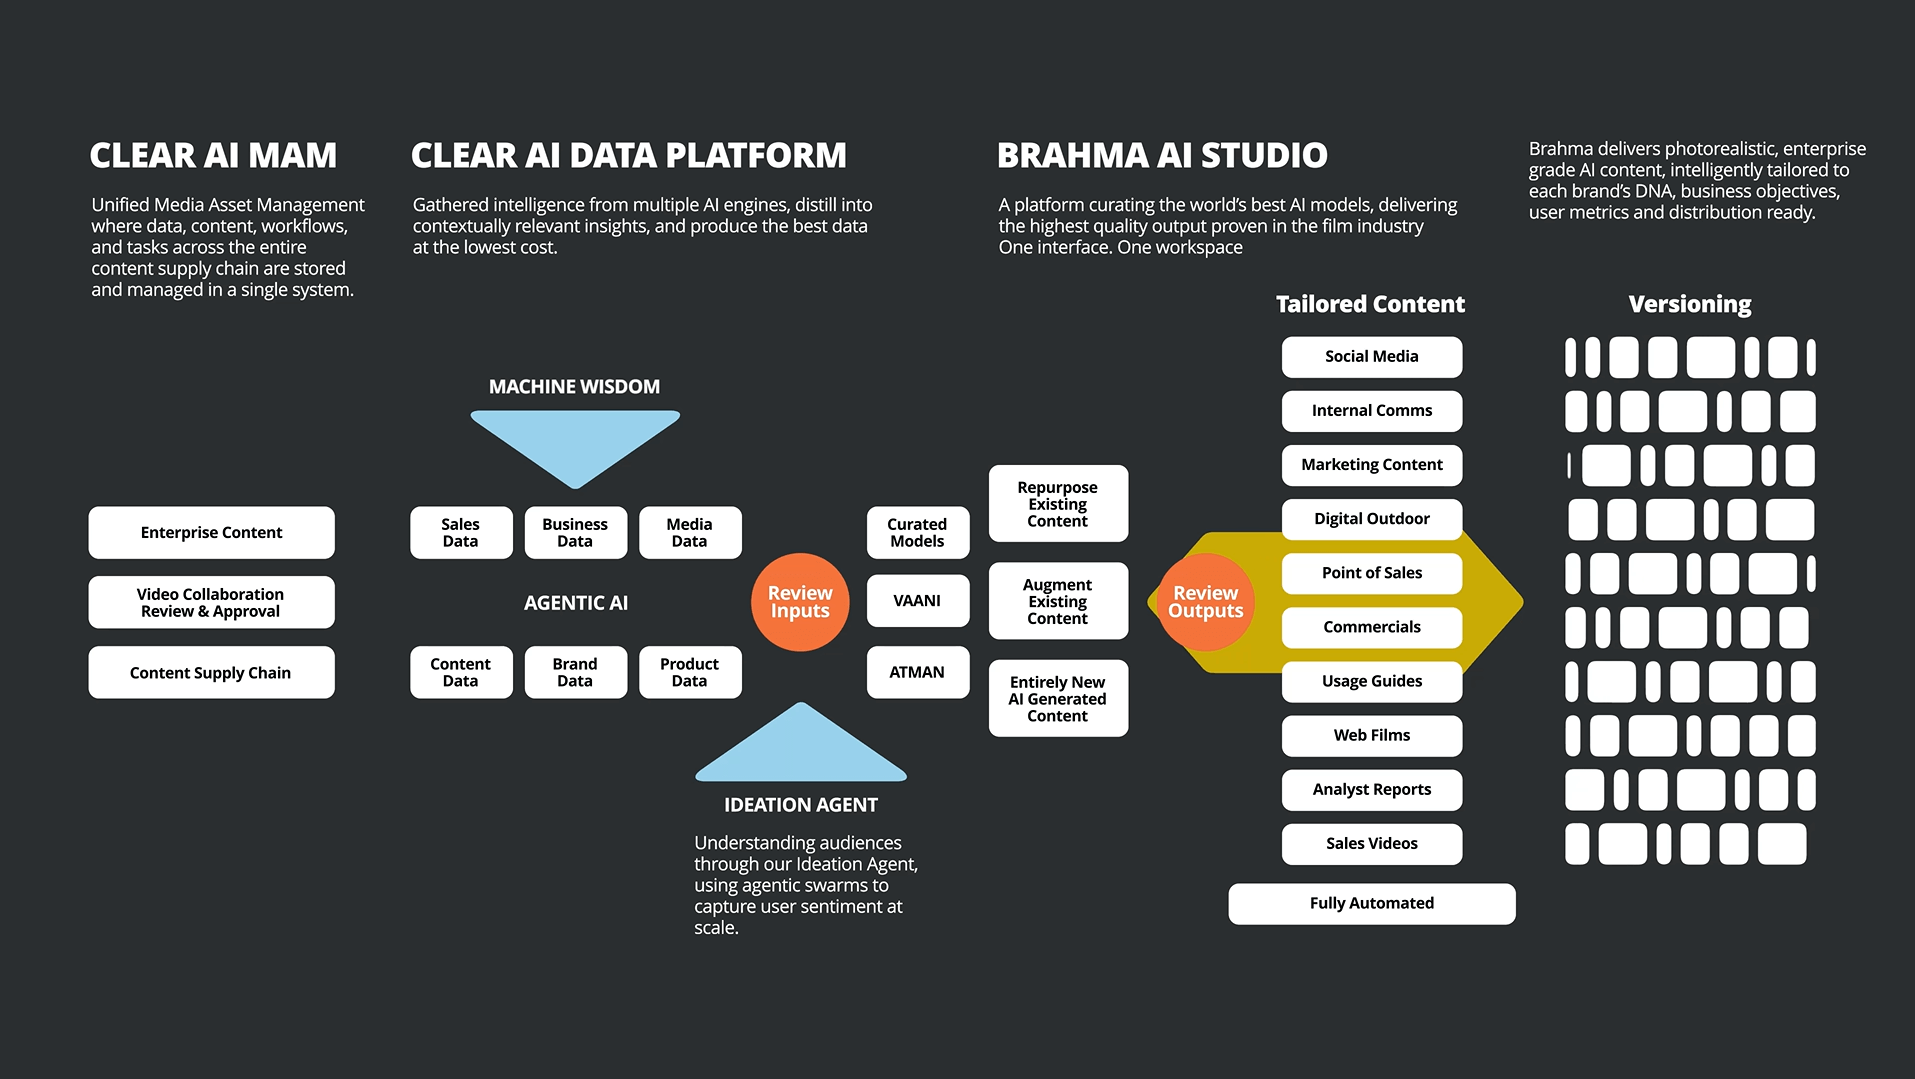 CLEAR AI MAM
Unified Media Asset Management
where data, content, workflows,
and tasks across the entire
content supply chain are stored
and managed in a single system.
Enterprise Content
Video Collaboration
Review & Approval
Content Supply Chain
CLEAR AI DATA PLATFORM
Gathered intelligence from multiple AI engines, distill into
contextually relevant insights, and produce the best data
at the lowest cost.
MACHINE WISDOM
Sales
Data
Business
Data
Media
Data
AGENTIC AI
Content
Data
Brand
Data
Product
Data
Review
Inputs
IDEATION AGENT
Understanding audiences
through our Ideation Agent,
using agentic swarms to
capture user sentiment at
scale.
Curated
Models
VAANI
ATMAN
BRAHMA AI STUDIO
A platform curating the world’s best AI models, delivering
the highest quality output proven in the film industry
One interface. One workspace
Repurpose
Existing
Content
Augment
Existing
Content
Entirely New
AI Generated
Content
Review
Outputs
Tailored Content
Social Media
Internal Comms
Marketing Content
Digital Outdoor
Point of Sales
Commercials
Usage Guides
Web Films
Analyst Reports
Sales Videos
Fully Automated
Brahma delivers photorealistic, enterprise
grade AI content, intelligently tailored to
each brand’s DNA, business objectives,
user metrics and distribution ready.
Versioning